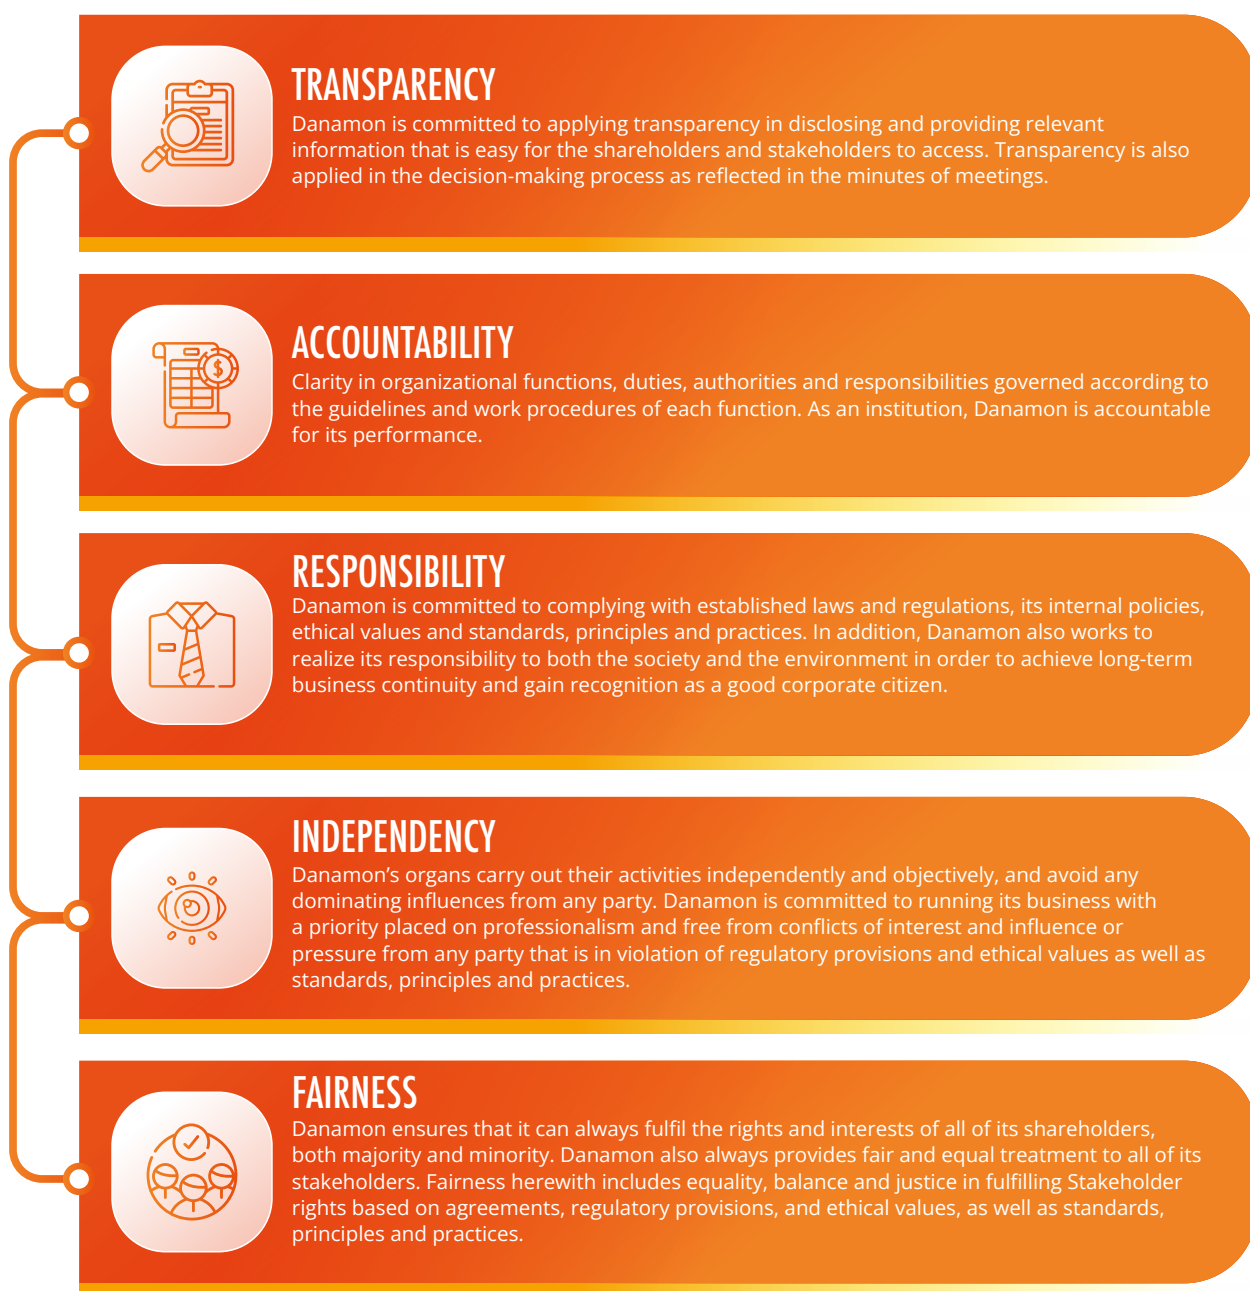 TRANSPARENCY
Danamon is committed to applying transparency in disclosing and providing relevant
information that is easy for the shareholders and stakeholders to access. Transparency is also
applied in the decision-making process as reflected in the minutes of meetings.
ACCOUNTABILITY
Clarity in organizational functions, duties, authorities and responsibilities governed according to
the guidelines and work procedures of each function. As an institution, Danamon is accountable
for its performance.
$
RESPONSIBILITY
Danamon is committed to complying with established laws and regulations, its internal policies,
ethical values and standards, principles and practices. In addition, Danamon also works to
realize its responsibility to both the society and the environment in order to achieve long-term
business continuity and gain recognition as a good corporate citizen.
INDEPENDENCY
Danamon’s organs carry out their activities independently and objectively, and avoid any
dominating influences from any party. Danamon is committed to running its business with
a priority placed on professionalism and free from conflicts of interest and influence or
pressure from any party that is in violation of regulatory provisions and ethical values as well as
standards, principles and practices.
FAIRNESS
Danamon ensures that it can always fulfil the rights and interests of all of its shareholders,
both majority and minority. Danamon also always provides fair and equal treatment to all of its
stakeholders. Fairness herewith includes equality, balance and justice in fulfilling Stakeholder
rights based on agreements, regulatory provisions, and ethical values, as well as standards,
principles and practices.